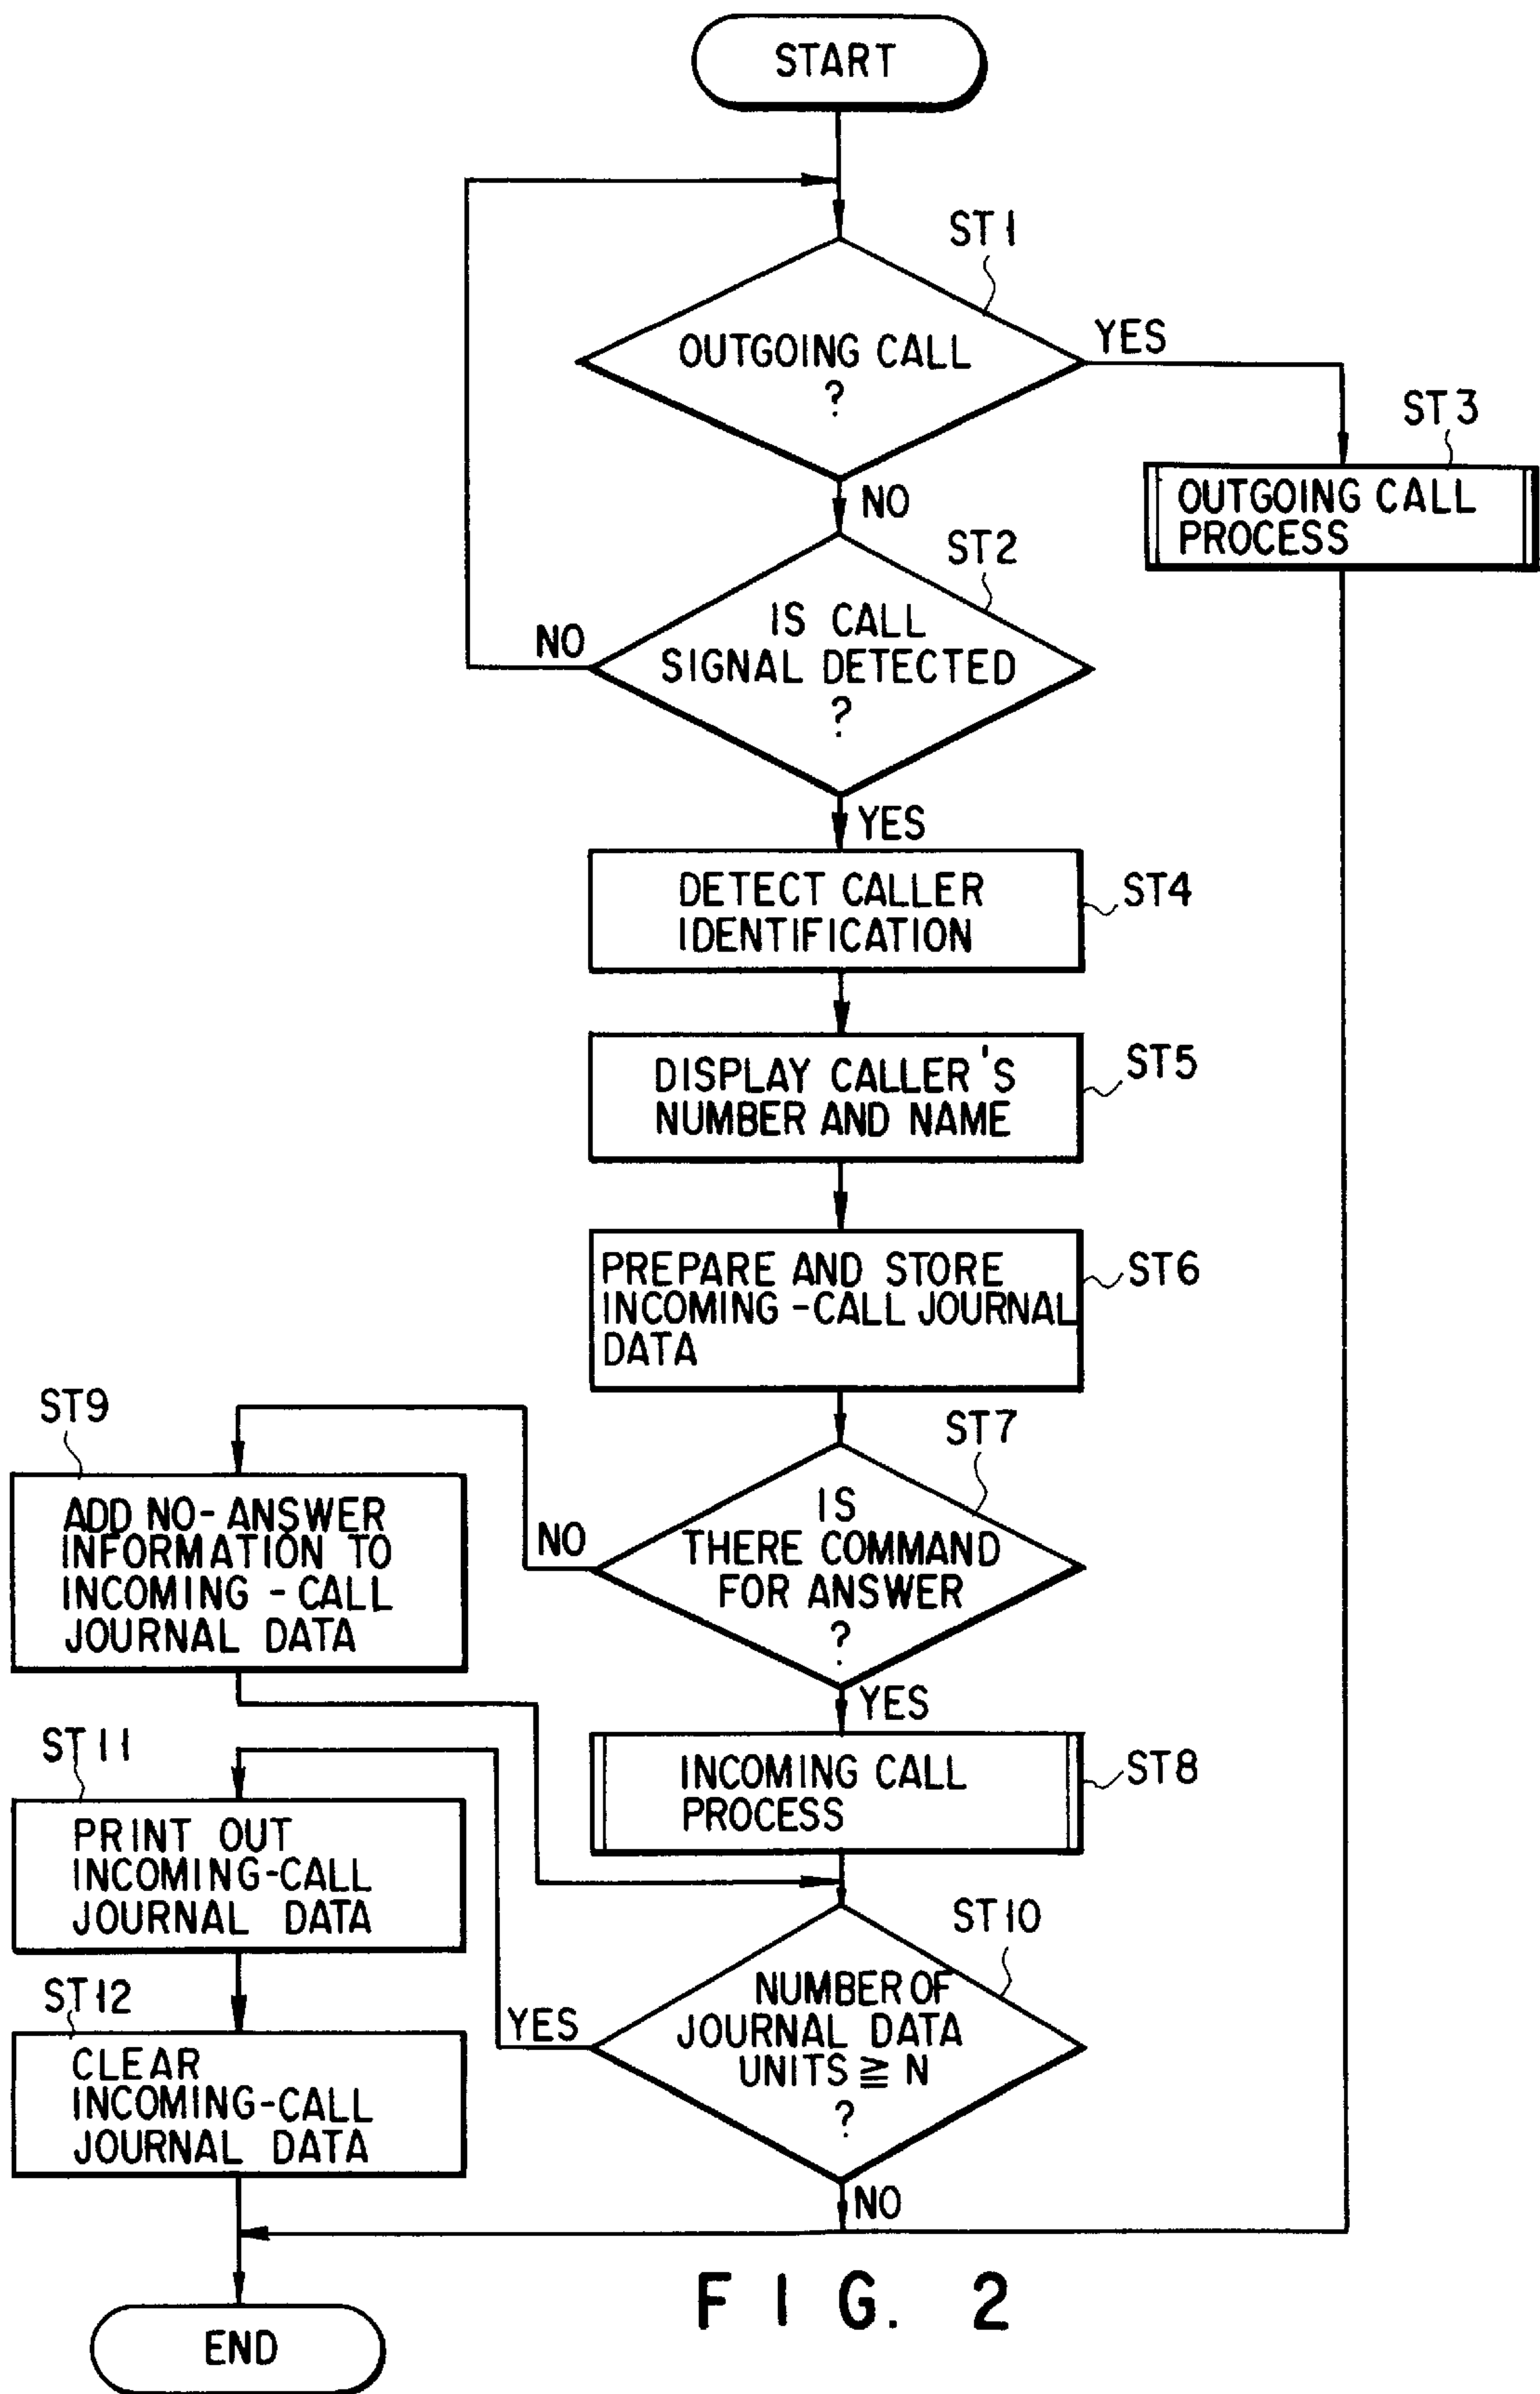 START
ST1
OUTGOING CALL
?
YES
NO
ST3
OUTGOING CALL
PROCESS
ST2
IS CALL
SIGNAL DETECTED
?
NO
YES
DETECT CALLER
IDENTIFICATION
ST4
DISPLAY CALLER'S
NUMBER AND NAME
ST5
PREPARE AND STORE
INCOMING-CALL JOURNAL
DATA
ST6
ST7
IS
THERE COMMAND
FOR ANSWER
?
NO
YES
ST9
ADD NO-ANSWER
INFORMATION TO
INCOMING-CALL
JOURNAL DATA
INCOMING CALL
PROCESS
ST8
ST11
PRINT OUT
INCOMING-CALL
JOURNAL DATA
ST10
NUMBER OF
JOURNAL DATA
UNITS ≧ N
?
YES
NO
ST12
CLEAR
INCOMING-CALL
JOURNAL DATA
END
FIG. 2